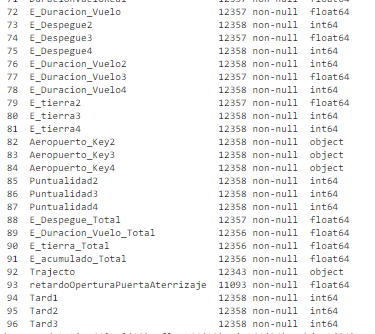 72 E_Duracion_Vuelo 12357 non-null float64
73 E_Despegue2 12358 non-null int64
74 E_Despegue3 12357 non-null float64
75 E_Despegue4 12358 non-null int64
76 E_Duracion_Vuelo2 12358 non-null int64
77 E_Duracion_Vuelo3 12357 non-null float64
78 E_Duracion_Vuelo4 12358 non-null int64
79 E_tierra2 12357 non-null float64
80 E_tierra3 12358 non-null int64
81 E_tierra4 12358 non-null int64
82 Aeropuerto_Key2 12358 non-null object
83 Aeropuerto_Key3 12358 non-null object
84 Aeropuerto_Key4 12358 non-null object
85 Puntualidad2 12358 non-null int64
86 Puntualidad3 12358 non-null int64
87 Puntualidad4 12358 non-null int64
88 E_Despegue_Total 12357 non-null float64
89 E_Duracion_Vuelo_Total 12356 non-null float64
90 E_tierra_Total 12356 non-null float64
91 E_acumulado_Total 12356 non-null float64
92 Trajecto 12343 non-null object
93 retardoOperturaPuertaAterrizaje 11093 non-null float64
94 Tard1 12358 non-null int64
95 Tard2 12358 non-null int64
96 Tard3 12358 non-null int64